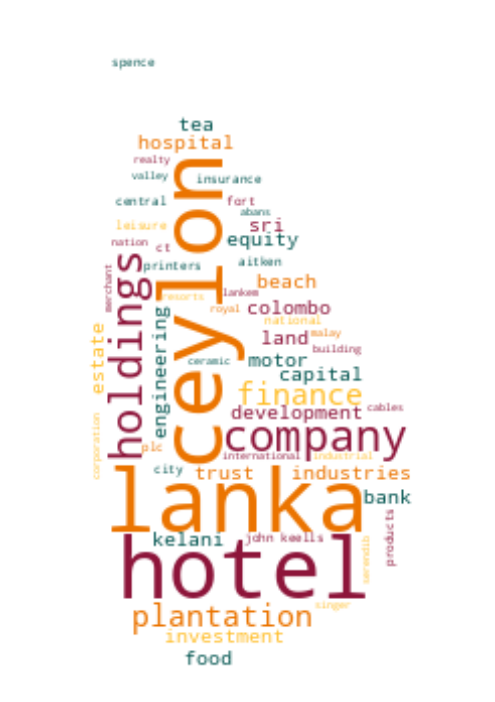 spence
tea
hospital
realty
valley
insurance
central
fort
abans
leisure
sri
nation
ct
equity
printers
aitken
ceylon
holdings
merchant
resorts
lankem
beach
royal
colombo
national
engineering
estate
land
malay
building
ceramic
motor
capital
finance
development
cables
corporation
plc
company
international
industrial
city
trust
industries
lanka
bank
kelani
john keells
products
serendib
hotel
plantation
singer
investment
food